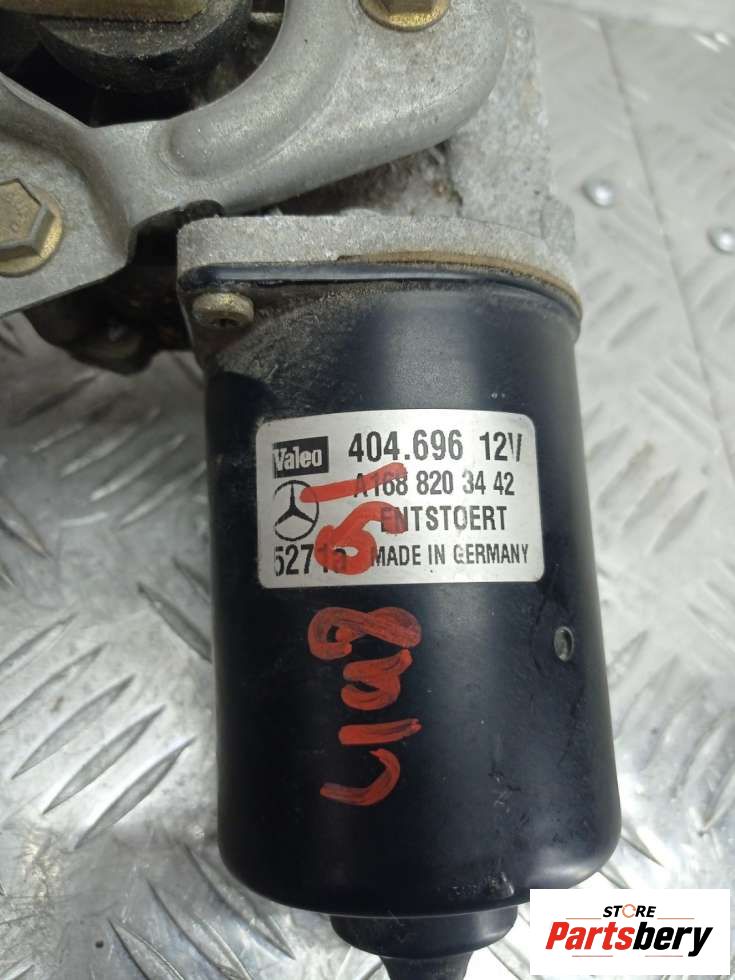 Valeo 404.696 12V
A168 820 34 42
ENTSTOERT
MADE IN GERMANY
STORE
Partsbery